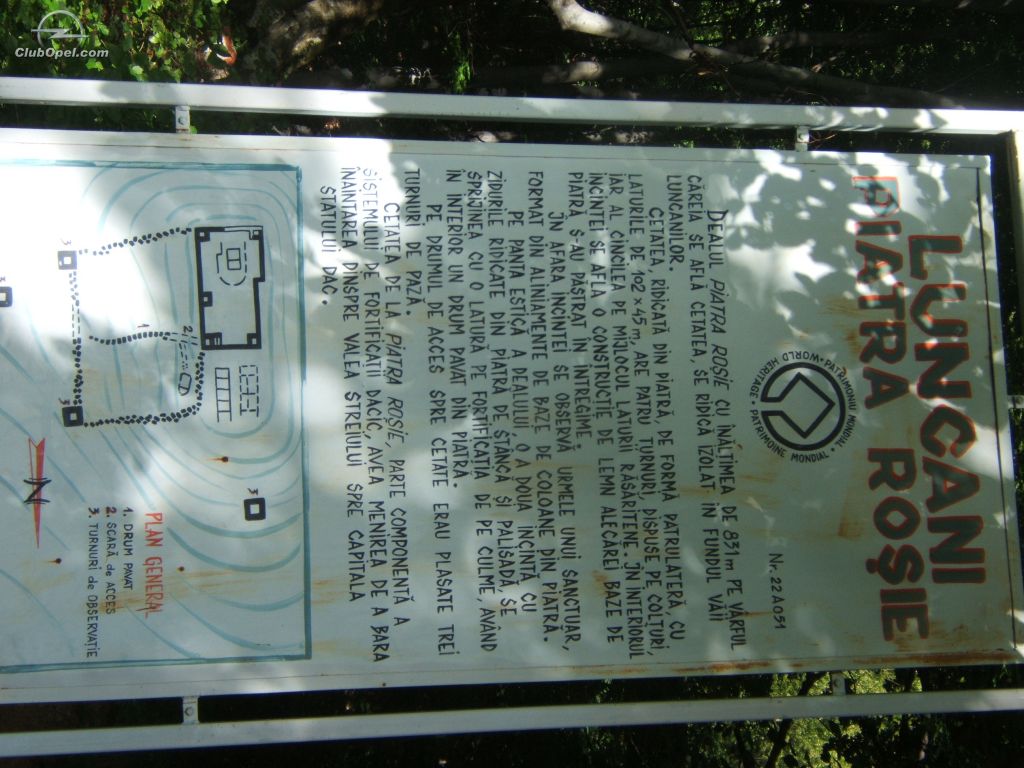 ClubOpel.com
LUNCANI
PIATRA ROȘIE
WORLD HERITAGE • PATRIMOINE MONDIAL • PATRIMONIU MONDIAL •
Nr. 22A051
DEALUL PIATRA ROȘIE CU ÎNĂLȚIMEA DE 831m PE VÂRFUL
CĂREIA SE AFLĂ CETATEA, SE RIDICĂ IZOLAT ÎN FUNDUL VĂII
LUNCANILOR.
CETATEA, RIDICATĂ DIN PIATRĂ, DE FORMĂ PATRULATERĂ, CU
LATURILE DE 102 × 45m, ARE PATRU TURNURI, DISPUSE PE COLȚURI,
IAR AL CINCILEA PE MIJLOCUL LATURII RĂSĂRITENE. ÎN INTERIORUL
INCINTEI SE AFLA O CONSTRUCȚIE DE LEMN ALE CĂREI BAZE DE
PIATRĂ S-AU PĂSTRAT ÎN ÎNTREGIME.
ÎN AFARA INCINTEI SE OBSERVĂ URMELE UNUI SANCTUAR,
FORMAT DIN ALINIAMENTE DE BAZE DE COLOANE DIN PIATRĂ.
PE PANTA ESTICĂ A DEALULUI O A DOUA INCINTĂ CU
ZIDURILE RIDICATE DIN PIATRĂ DE STÂNCĂ ȘI PALISADĂ, SE
SPRIJINEA CU O LATURĂ PE FORTIFICAȚIA DE PE CULME, AVÂND
ÎN INTERIOR UN DRUM PAVAT DIN PIATRĂ.
PE DRUMUL DE ACCES SPRE CETATE ERAU PLASATE TREI
TURNURI DE PAZĂ.
CETATEA DE LA PIATRA ROȘIE, PARTE COMPONENTĂ A
SISTEMULUI DE FORTIFICAȚII DACIC, AVEA MENIREA DE A BARA
ÎNAINTAREA DINSPRE VALEA STREIULUI SPRE CAPITALA
STATULUI DAC.
3
2
1
3
3
3
N
PLAN GENERAL
1. DRUM PAVAT
2. SCARĂ de ACCES
3. TURNURI de OBSERVAȚIE